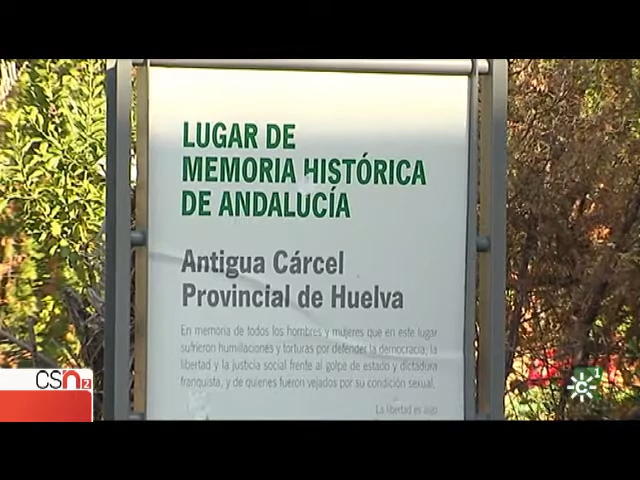 LUGAR DE
MEMORIA HISTÓRICA
DE ANDALUCÍA
Antigua Cárcel
Provincial de Huelva
En memoria de todos los hombres y mujeres que en este lugar
sufrieron humillaciones y torturas por defender la democracia, la
libertad y la justicia social frente al golpe de estado y dictadura
franquista, y de quienes fueron vejados por su condición sexual.
La libertad es algo
CSN2
1